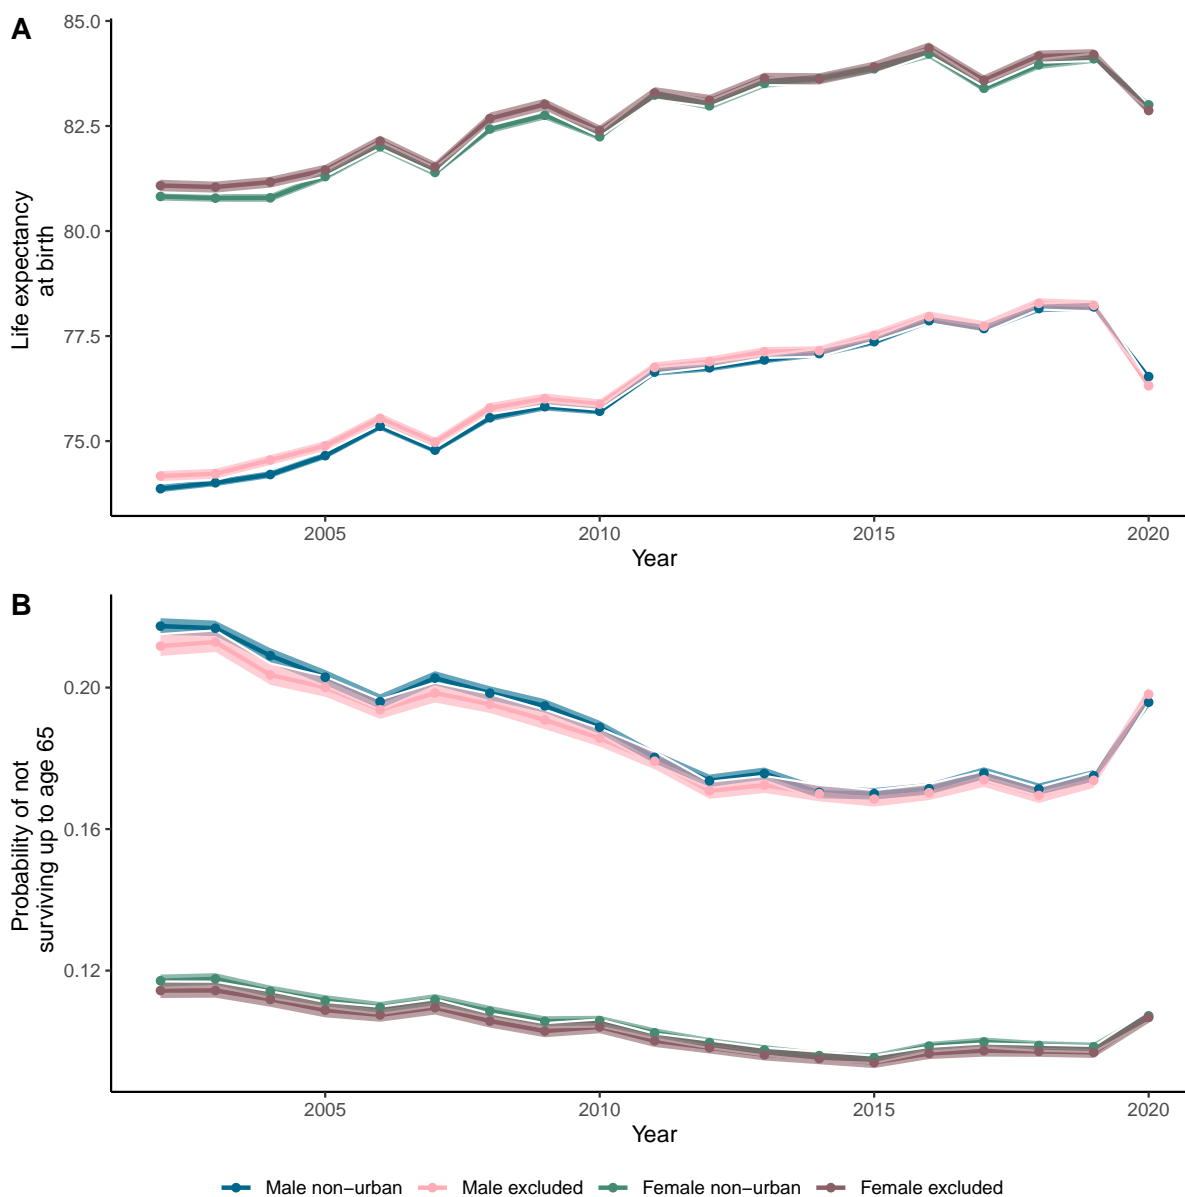 A
85.0
82.5
80.0
77.5
75.0
Life expectancy
at birth
2005 2010 2015 2020
Year
B
0.20
0.16
0.12
Probability of not
surviving up to age 65
2005 2010 2015 2020
Year
Male non−urban Male excluded Female non−urban Female excluded